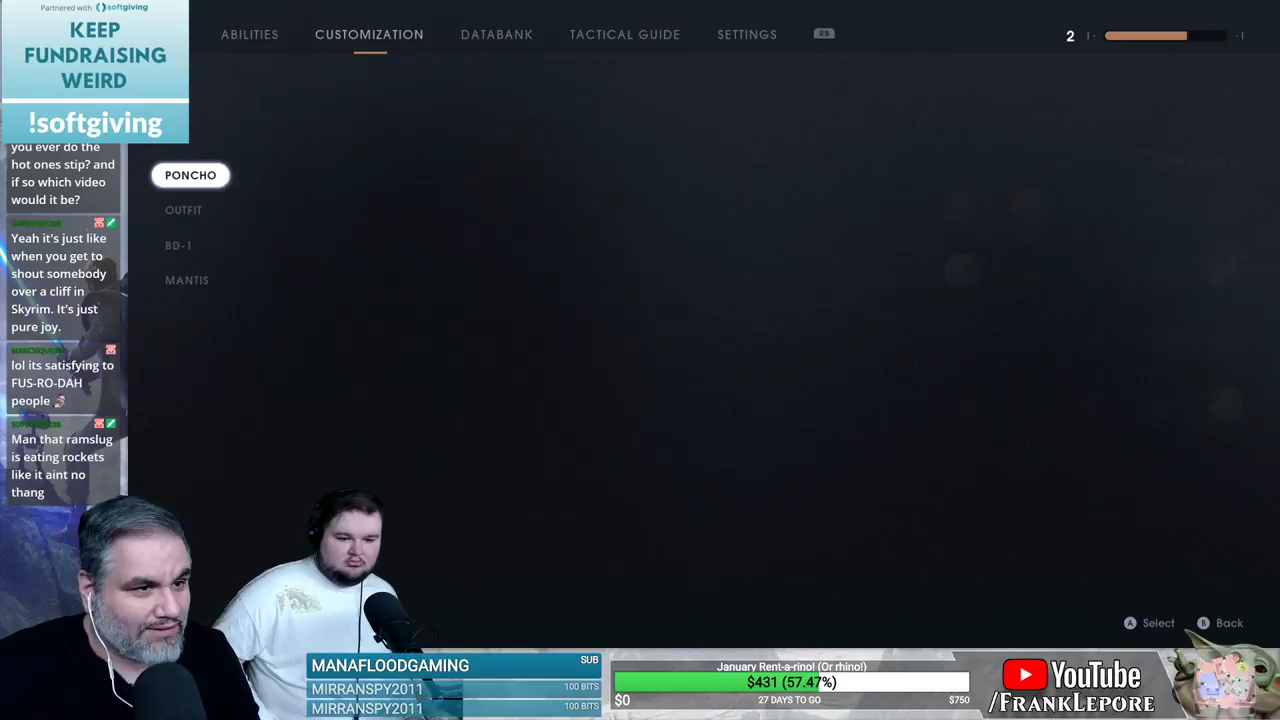 Partnered with softgiving
KEEP
FUNDRAISING
WEIRD
!softgiving
ABILITIES
CUSTOMIZATION
DATABANK
TACTICAL GUIDE
SETTINGS
RB
2
you ever do the
hot ones stip? and
if so which video
would it be?
Yeah it's just like
when you get to
shout somebody
over a cliff in
Skyrim. It's just
pure joy.
lol its satisfying to
FUS-RO-DAH
people
Man that ramslug
is eating rockets
like it aint no
thang
PONCHO
OUTFIT
BD-1
MANTIS
A Select
B Back
MANAFLOODGAMING SUB
MIRRANSPY2011 100 BITS
MIRRANSPY2011 100 BITS
January Rent-a-rino! (Or rhino!)
$431 (57.47%)
$0
27 DAYS TO GO
$750
YouTube
/FRANKLEPORE